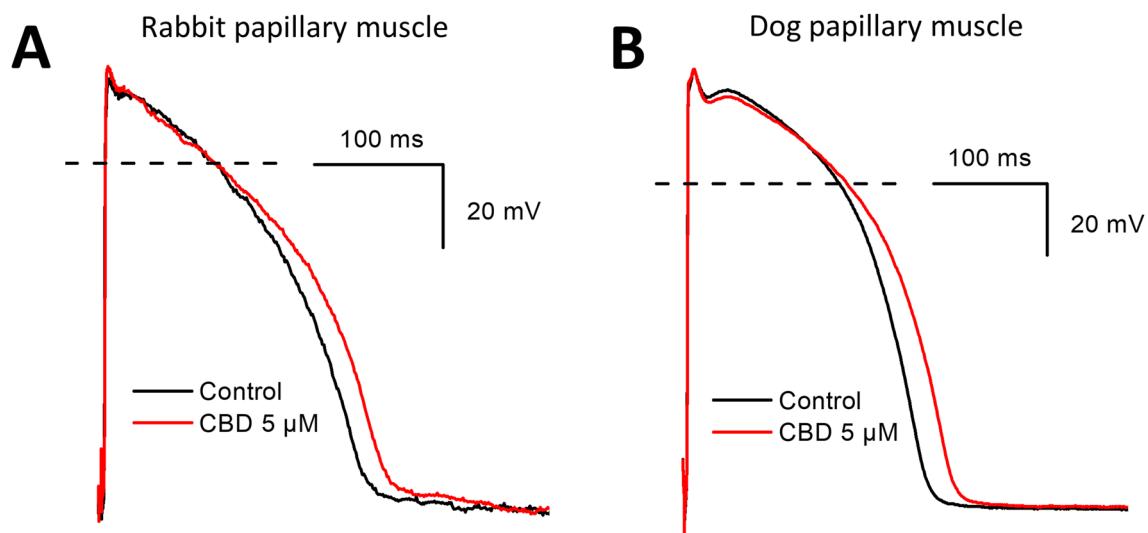 A
Rabbit papillary muscle
100 ms
20 mV
Control
CBD 5 µM
B
Dog papillary muscle
100 ms
20 mV
Control
CBD 5 µM